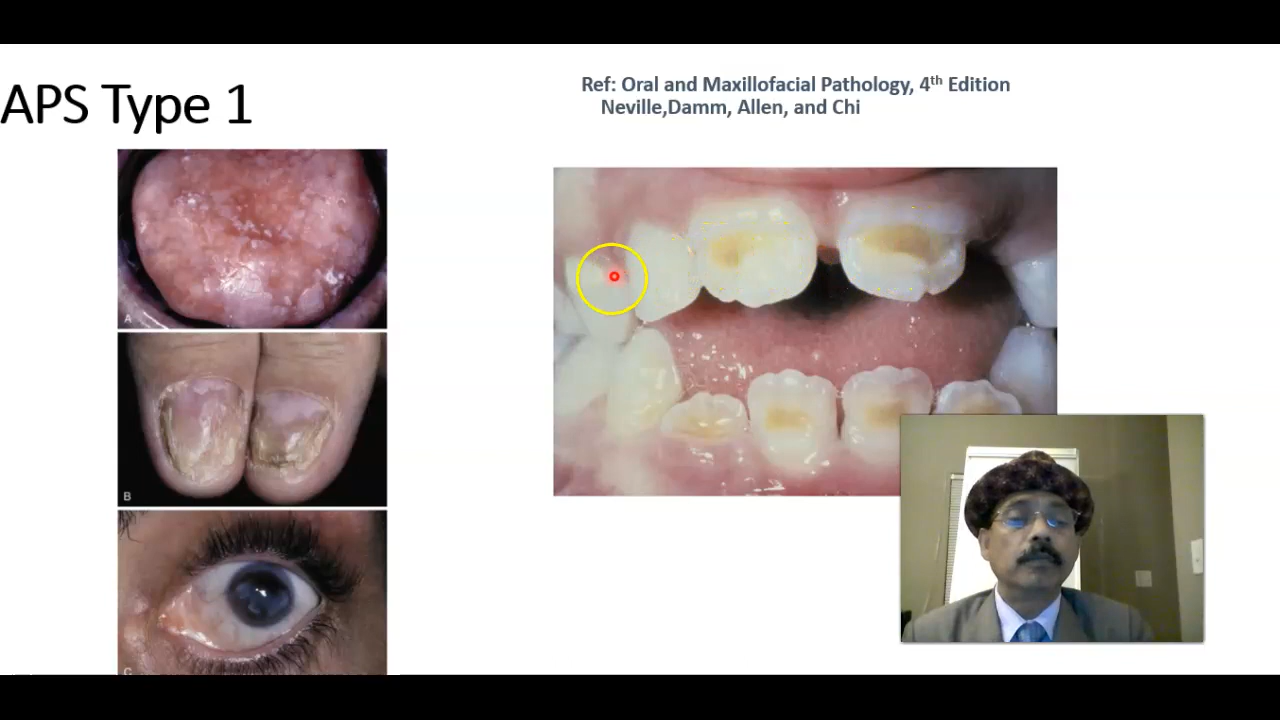 APS Type 1
Ref: Oral and Maxillofacial Pathology, 4th Edition
Neville,Damm, Allen, and Chi
A
B
C